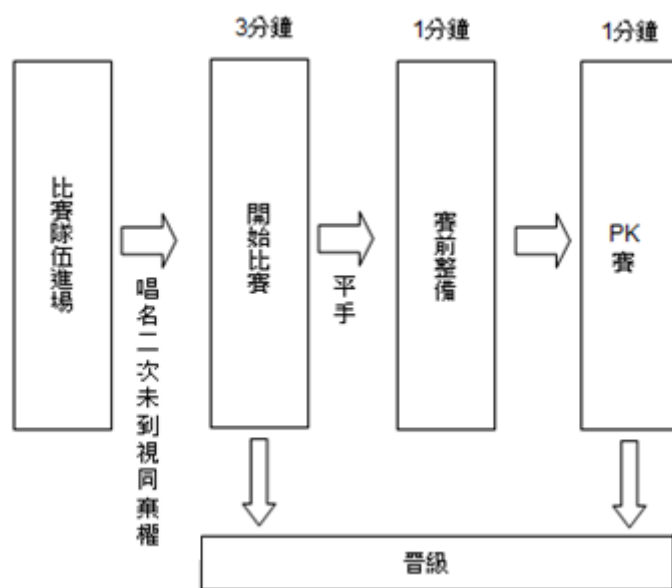 3分鐘
1分鐘
1分鐘
比賽隊伍進場
唱名二次未到視同棄權
開始比賽
平手
賽前整備
PK
賽
晉級